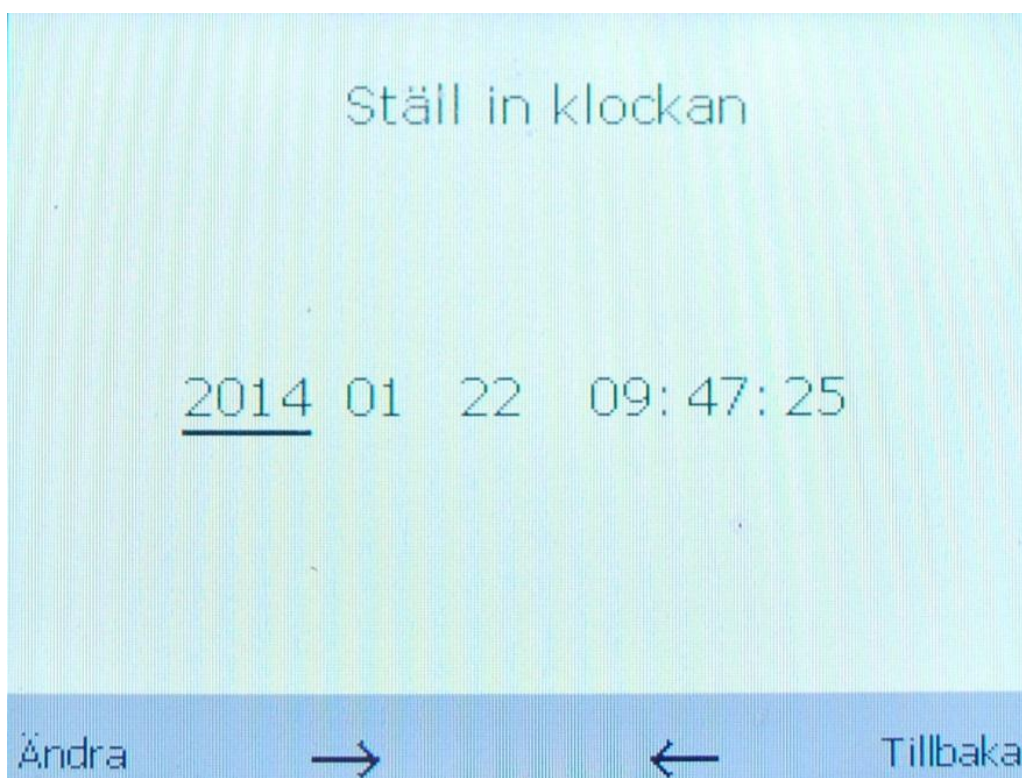 Ställ in klockan
2014 01 22 09:47:25
Ändra → ← Tillbaka